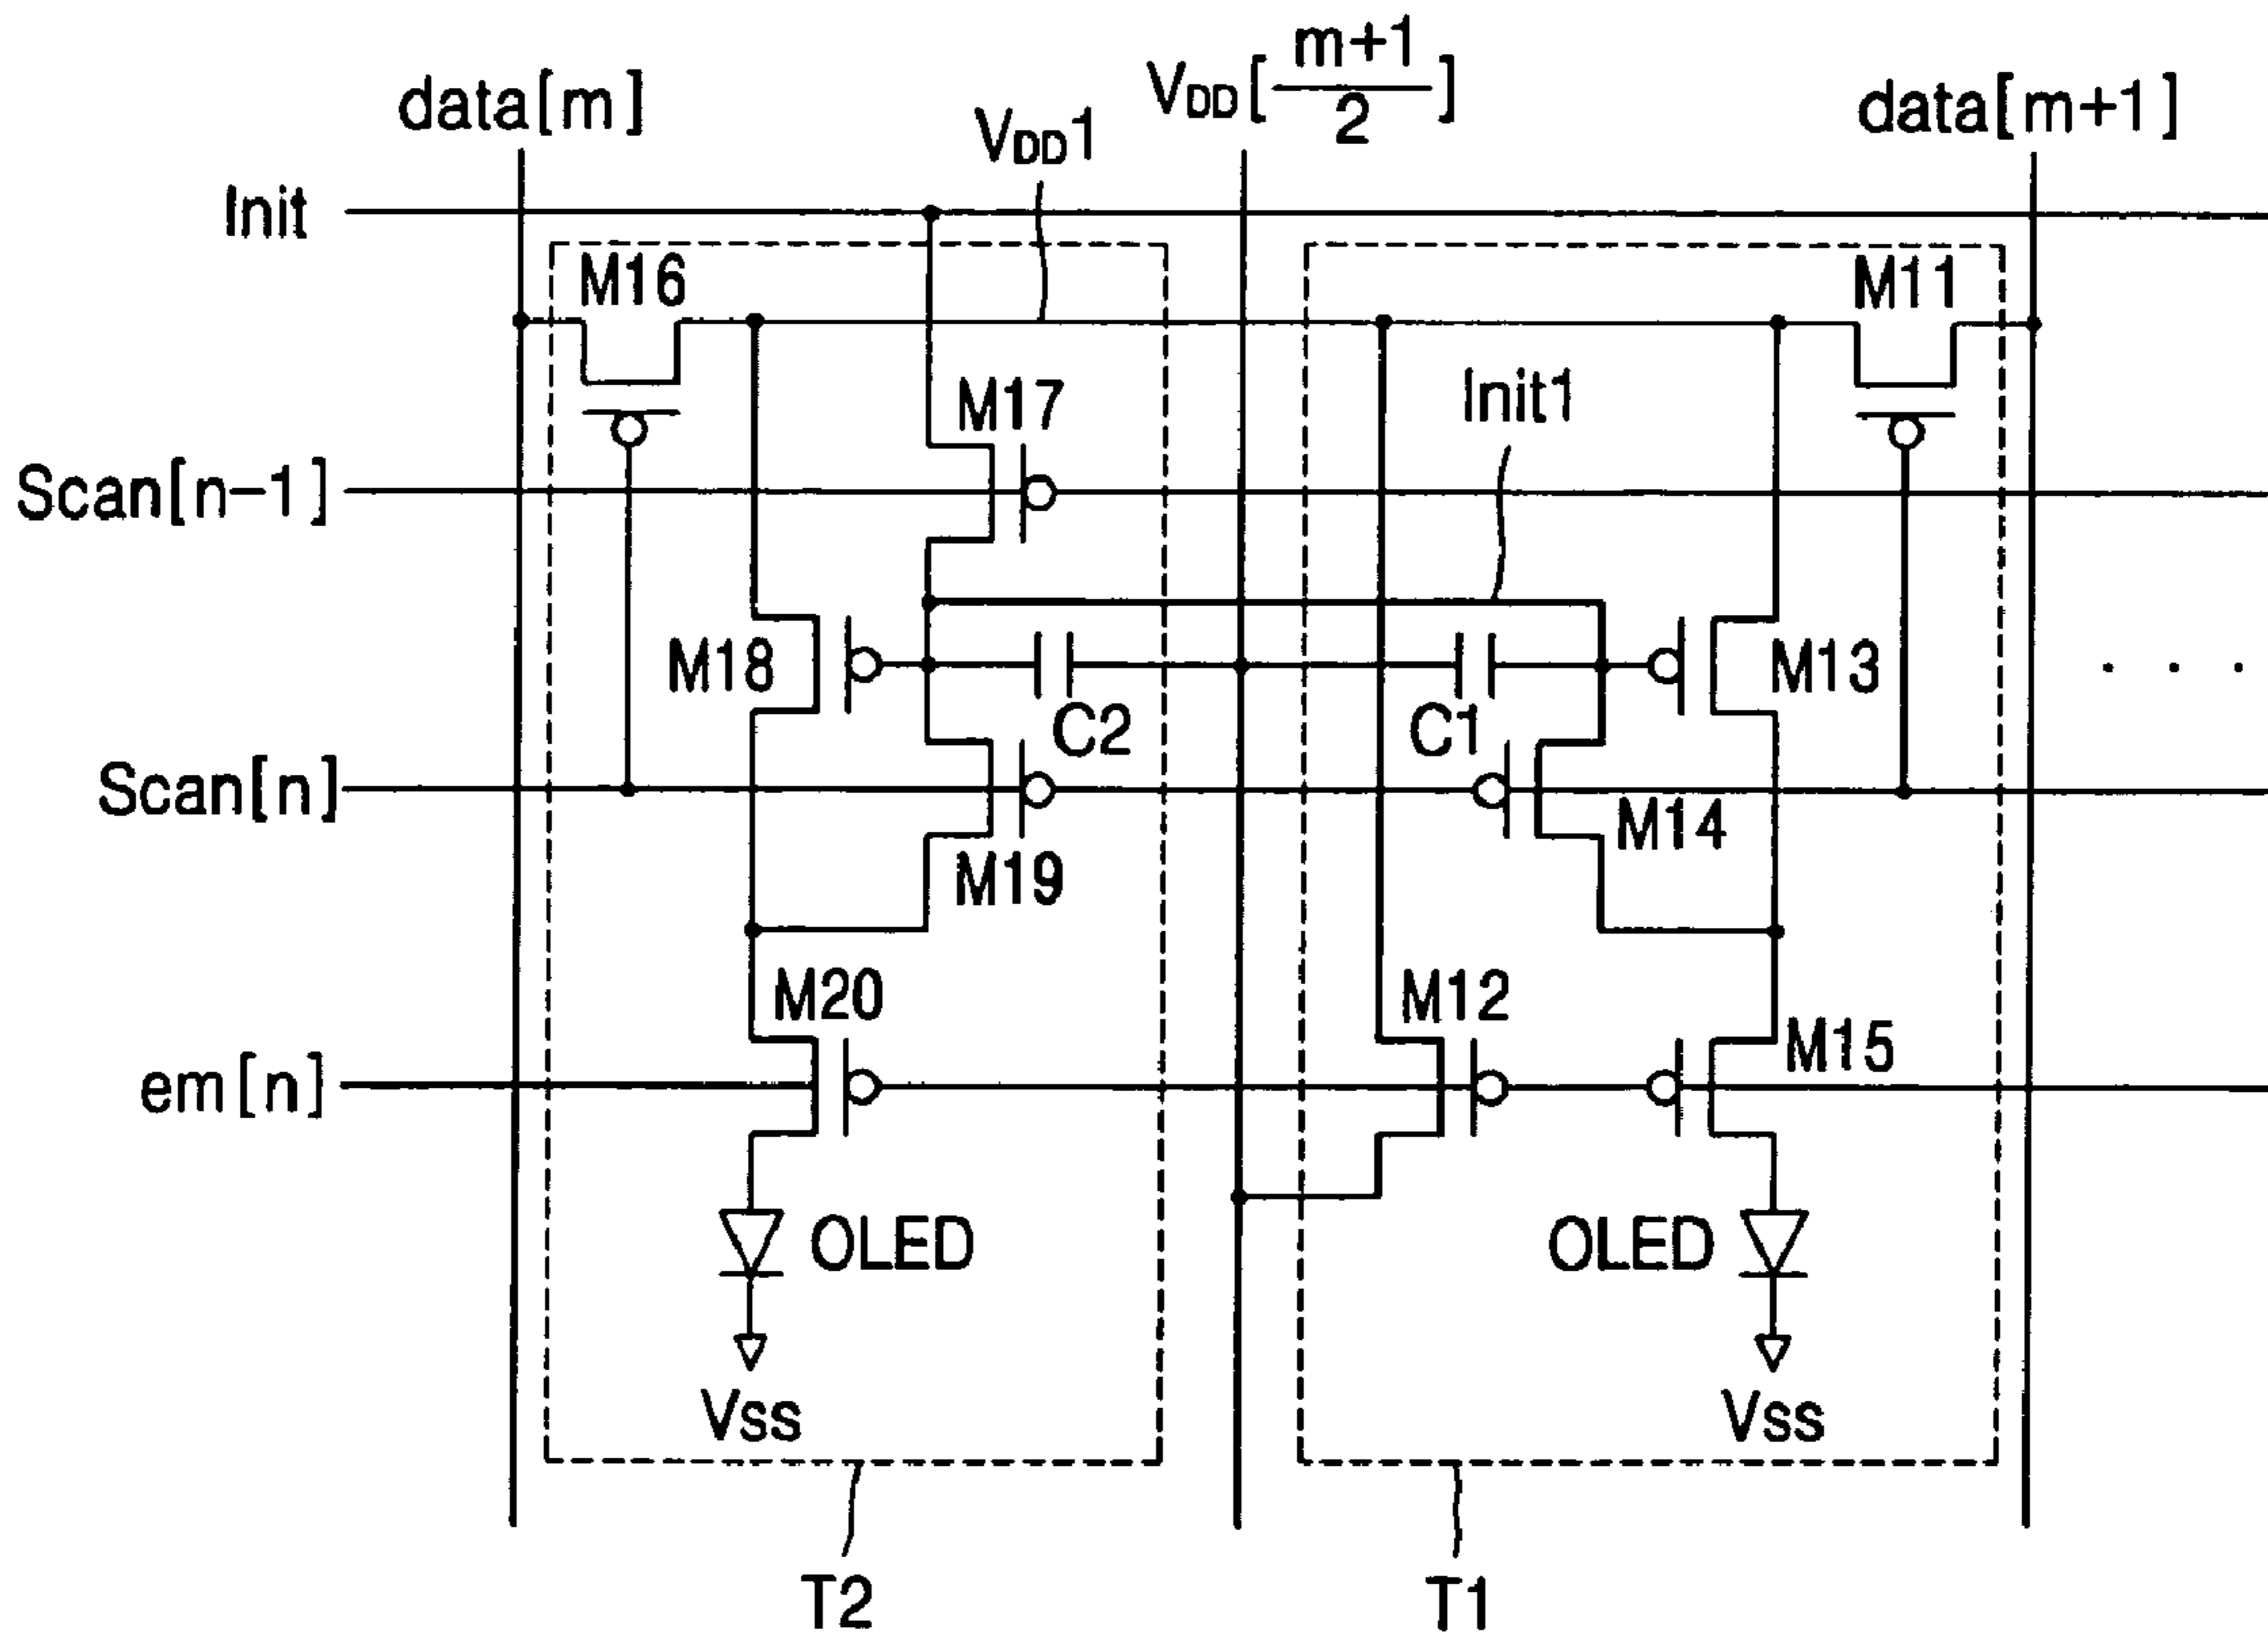 data[m]
VDD1
VDD[m+1/2]
data[m+1]
Init
M16
M11
M17
Init1
Scan[n-1]
M18
M13
. . .
C2
C1
Scan[n]
M14
M19
M20
M12
M15
em[n]
OLED
OLED
VSS
VSS
T2
T1